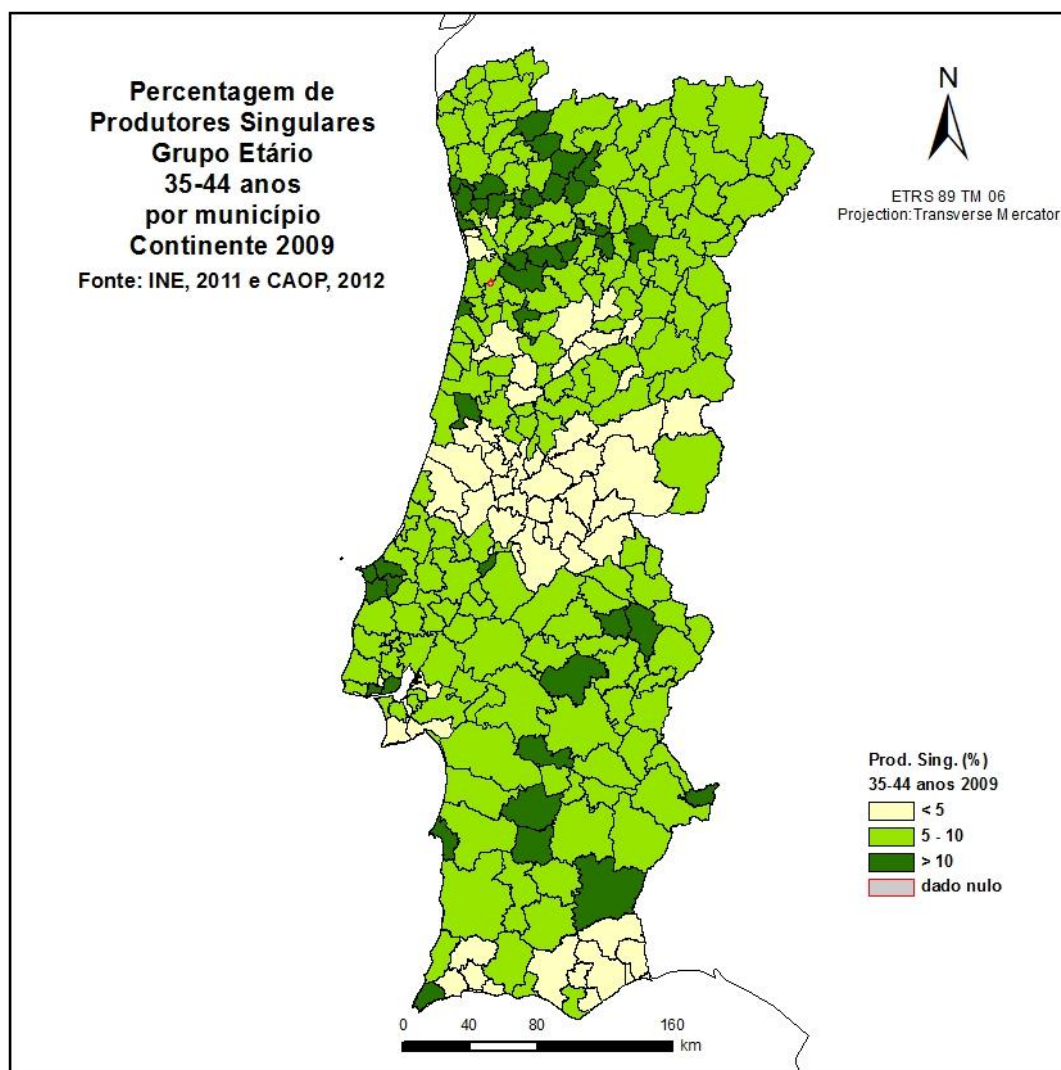 Percentagem de
Produtores Singulares
Grupo Etário
35-44 anos
por município
Continente 2009
Fonte: INE, 2011 e CAOP, 2012
N
ETRS 89 TM 06
Projection: Transverse Mercator
Prod. Sing. (%)
35-44 anos 2009
< 5
5 - 10
> 10
dado nulo
0 40 80 160
km